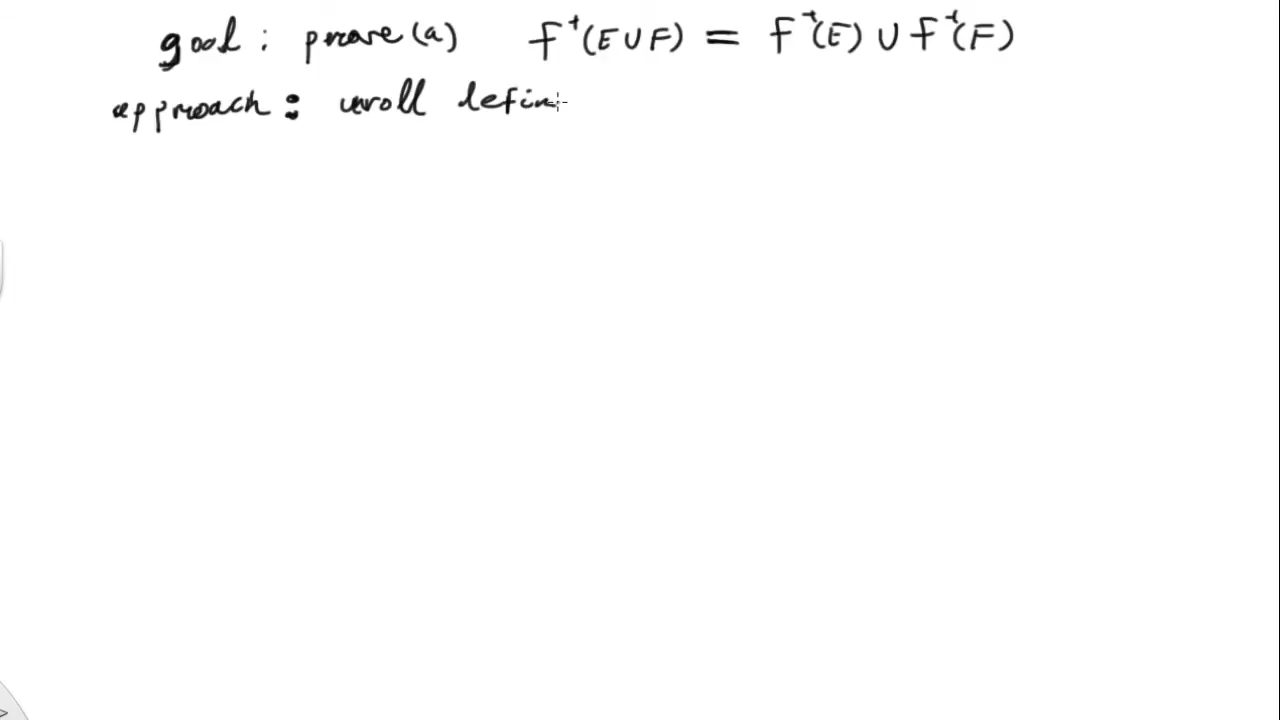 goal : prove (a) f⁻¹(E ∪ F) = f⁻¹(E) ∪ f⁻¹(F)
approach : unroll defin